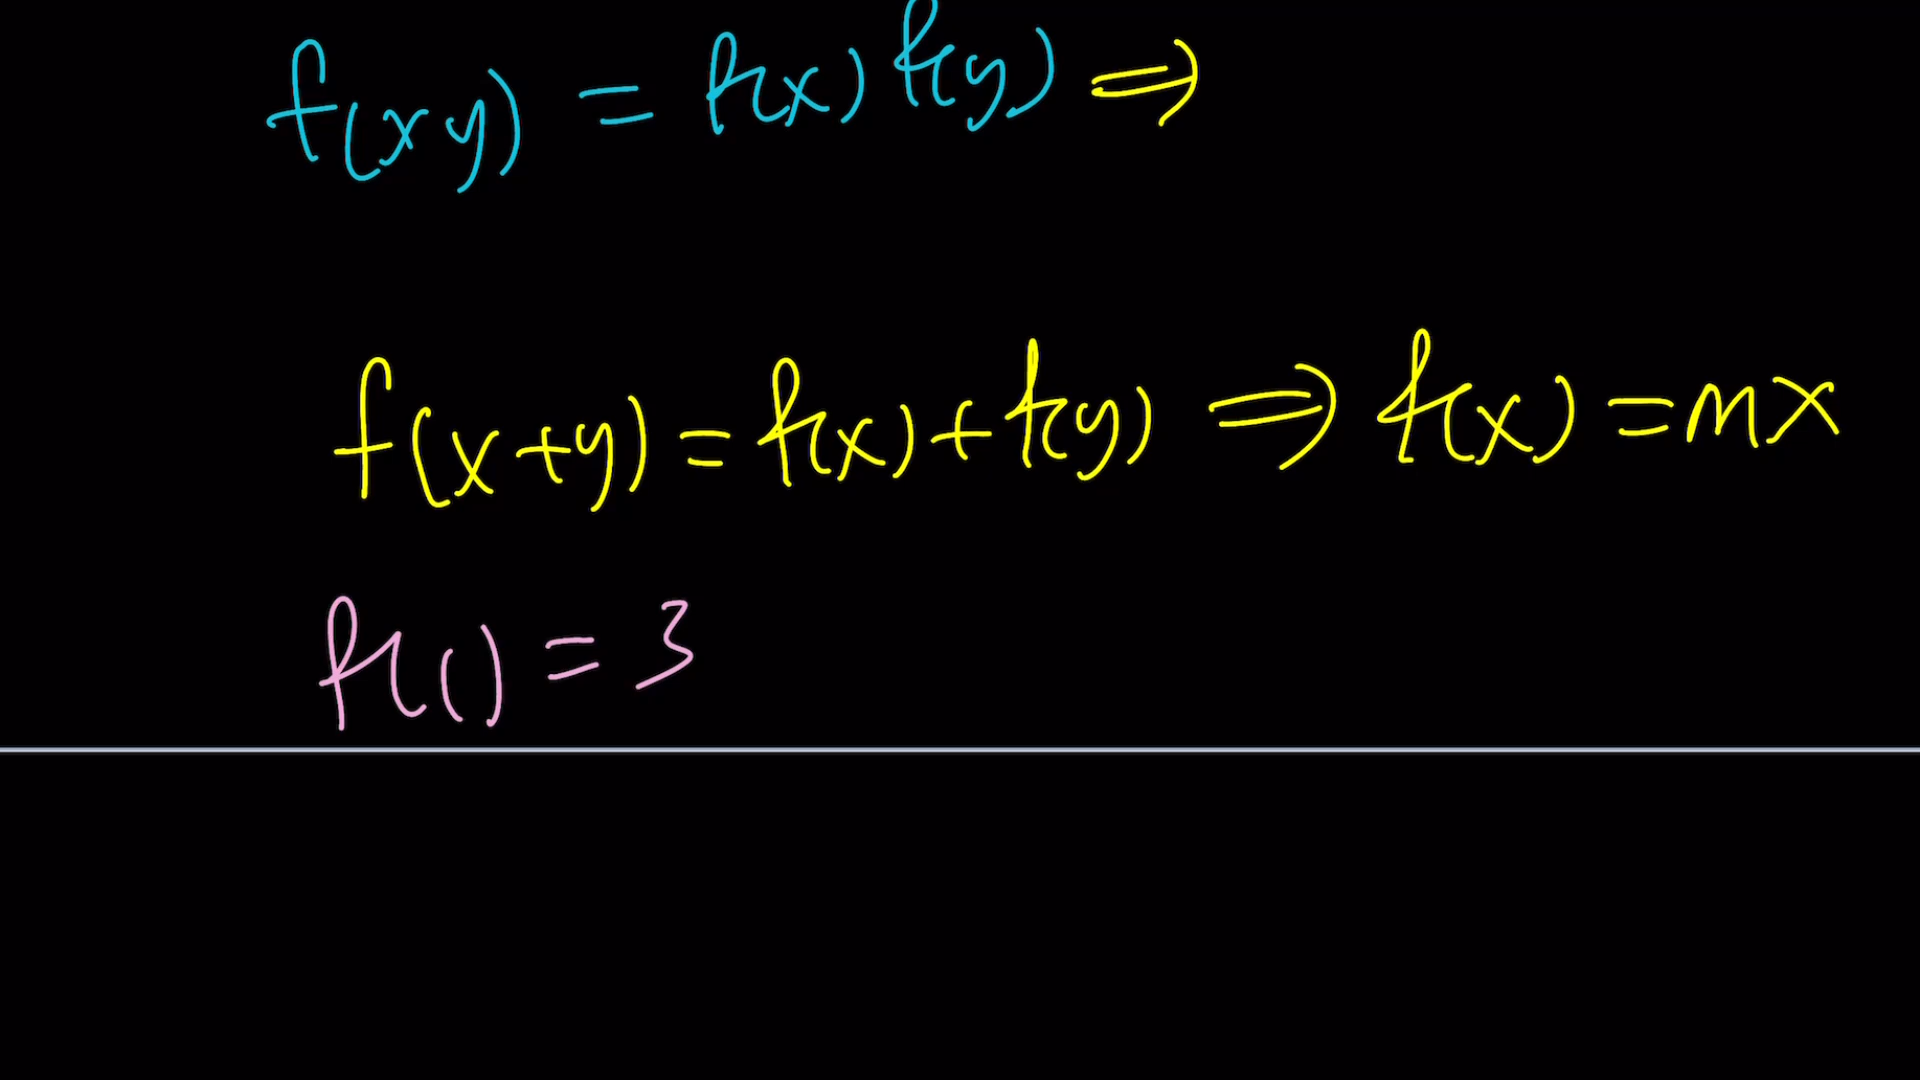 f(xy) = f(x) f(y) ⇒
f(x+y) = f(x) + f(y) ⇒ f(x) = mx
f(1) = 3